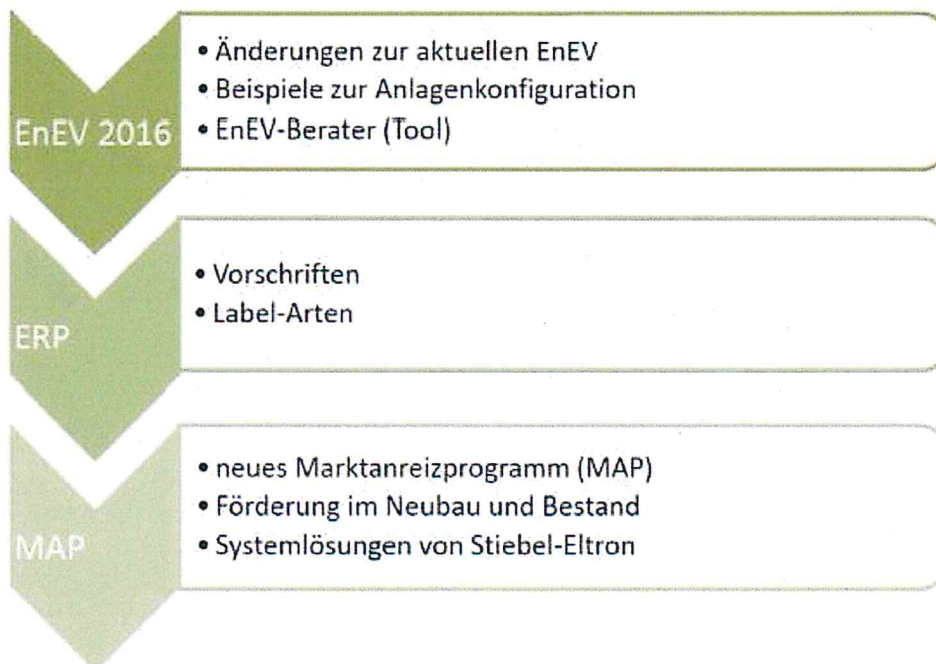 EnEV 2016
• Änderungen zur aktuellen EnEV
• Beispiele zur Anlagenkonfiguration
• EnEV-Berater (Tool)
ERP
• Vorschriften
• Label-Arten
MAP
• neues Marktanreizprogramm (MAP)
• Förderung im Neubau und Bestand
• Systemlösungen von Stiebel-Eltron